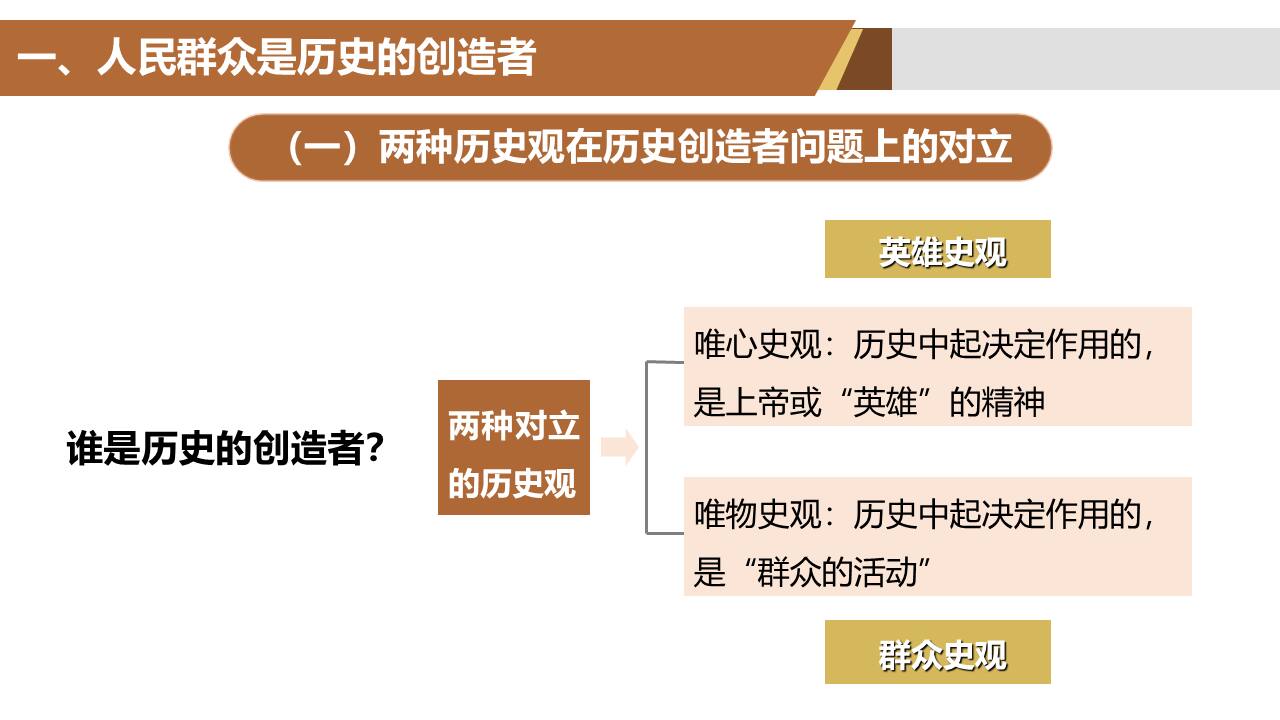 一、人民群众是历史的创造者
（一）两种历史观在历史创造者问题上的对立
谁是历史的创造者？
两种对立
的历史观
英雄史观
唯心史观：历史中起决定作用的，
是上帝或“英雄”的精神
唯物史观：历史中起决定作用的，
是“群众的活动”
群众史观